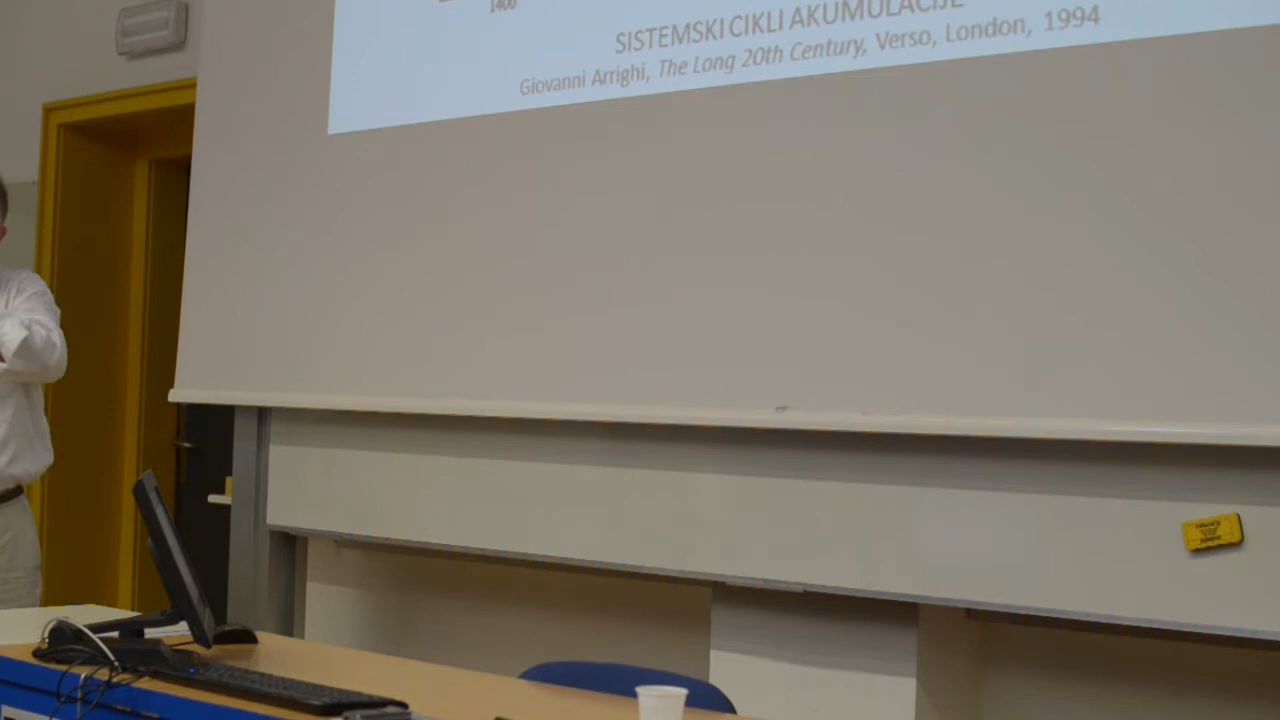 1400
SISTEMSKI CIKLI AKUMULACIJE
Giovanni Arrighi, The Long 20th Century, Verso, London, 1994